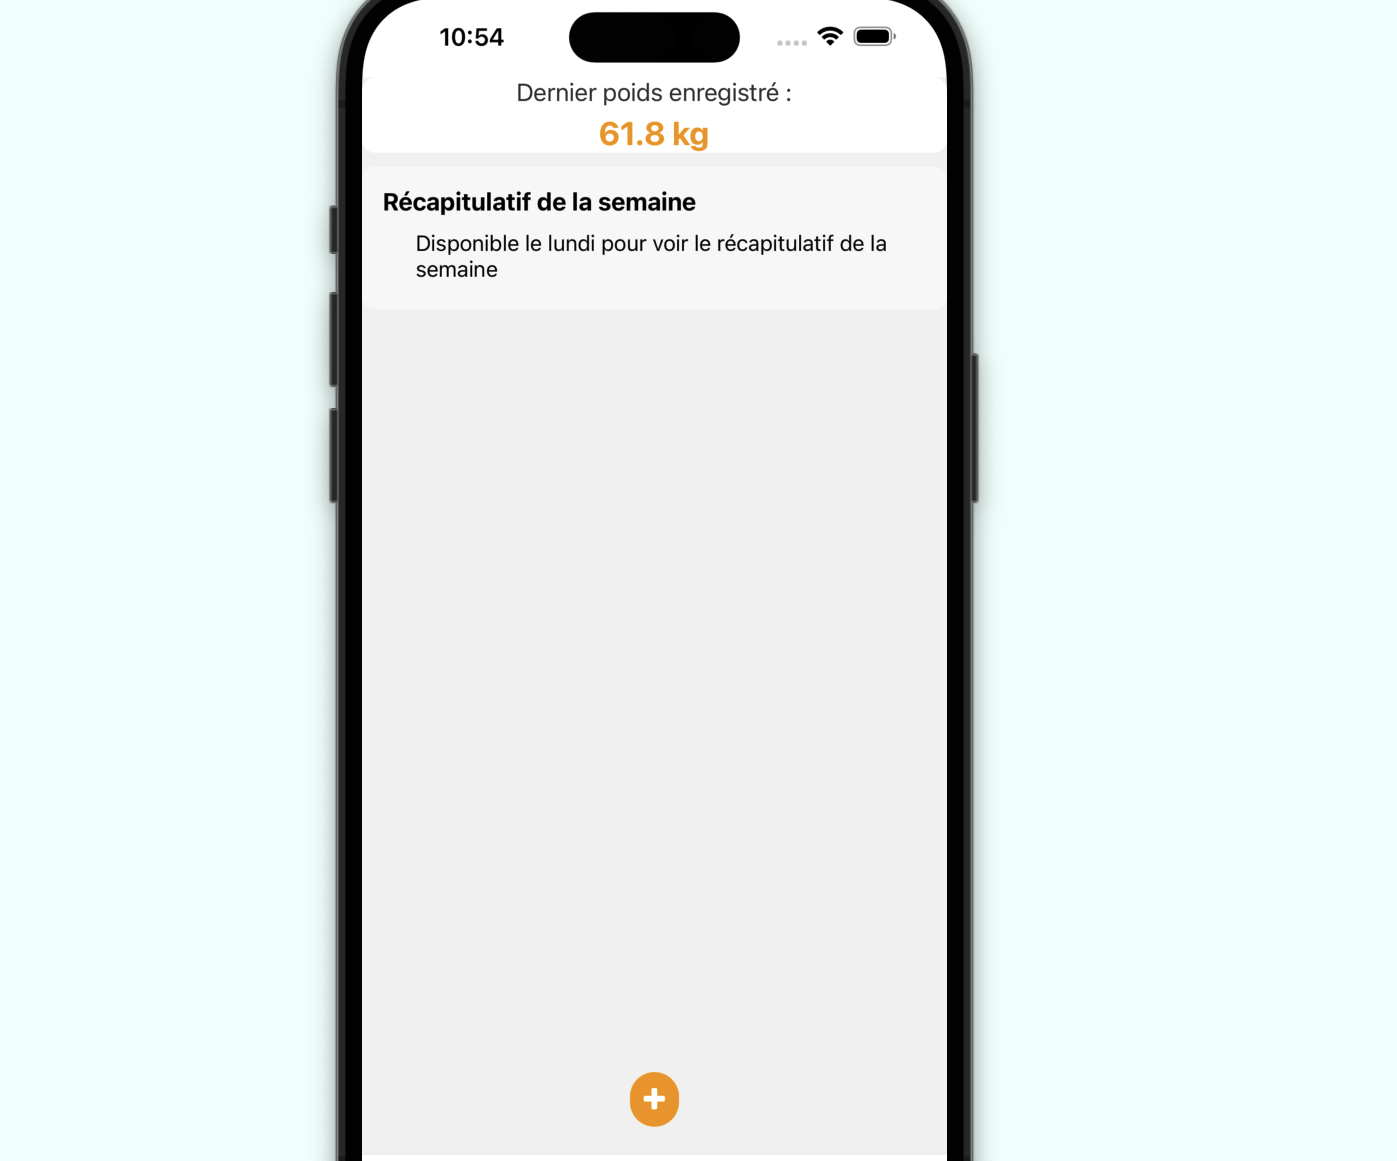 10:54
Dernier poids enregistré :
61.8 kg
Récapitulatif de la semaine
Disponible le lundi pour voir le récapitulatif de la
semaine